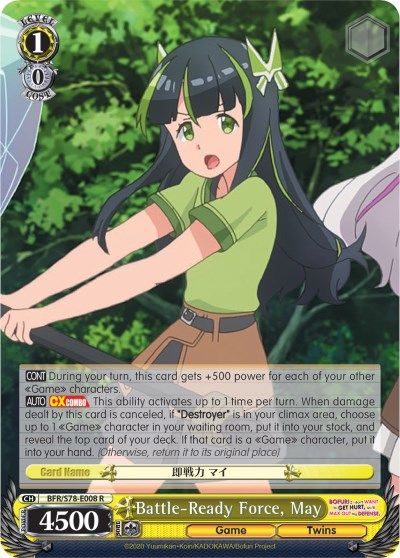 LEVEL
1
0
COST
CONT During your turn, this card gets +500 power for each of your other
«Game» characters.
AUTO CX COMBO This ability activates up to 1 time per turn. When damage
dealt by this card is canceled, if "Destroyer" is in your climax area, choose
up to 1 «Game» character in your waiting room, put it into your stock, and
reveal the top card of your deck. If that card is a «Game» character, put it
into your hand. (Otherwise, return it to its original place)
Card Name
即戦力 マイ
CD BFR/S78-E008 R
Battle-Ready Force, May
BOFURI: I DON'T WANT
TO GET HURT, SO I'LL
MAX OUT MY DEFENSE.
POWER
4500
SOUL
Game
Twins
©2020 Yuumikan • Koin/KADOKAWA/Bofuri Project